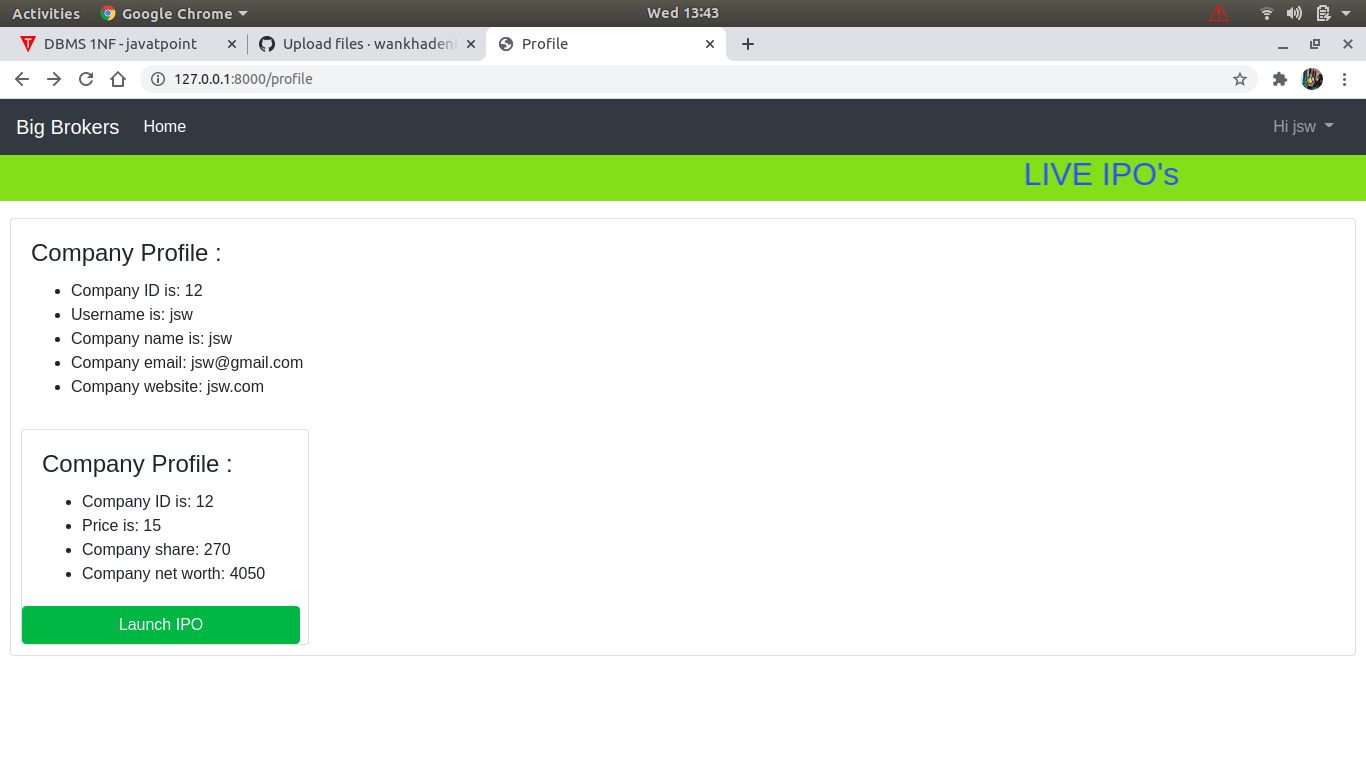 Activities Google Chrome Wed 13:43
DBMS 1NF - javatpoint Upload files · wankhaden Profile
127.0.0.1:8000/profile
Big Brokers Home Hi jsw
LIVE IPO's
Company Profile :
Company ID is: 12
Username is: jsw
Company name is: jsw
Company email: jsw@gmail.com
Company website: jsw.com
Company Profile :
Company ID is: 12
Price is: 15
Company share: 270
Company net worth: 4050
Launch IPO